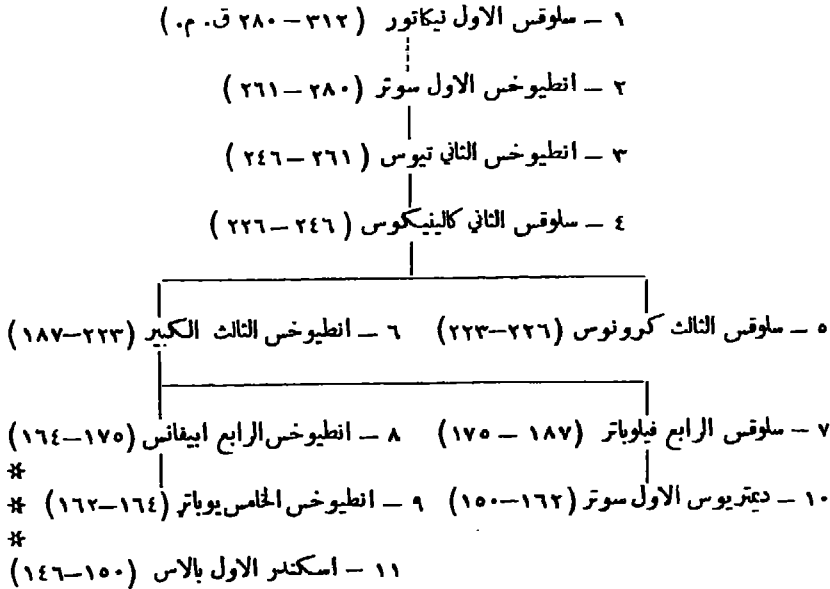 ١ – سلوقس الاول نيكاتور ( ٣١٢ – ٢٨٠ ق. م. )
٢ – انطيوخس الاول سوتر ( ٢٨٠ – ٢٦١ )
٣ – انطيوخس الثاني تيوس ( ٢٦١ – ٢٤٦ )
٤ – سلوقس الثاني كالينيكوس ( ٢٤٦ – ٢٢٦ )
٥ – سلوقس الثالث كرونوس (٢٢٦–٢٢٣) ٦ – انطيوخس الثالث الكبير (٢٢٣–١٨٧)
٧ – سلوقس الرابع فيلوباتر (١٨٧ – ١٧٥) ٨ – انطيوخس الرابع ابيفانس (١٧٥–١٦٤)
*
١٠ – ديمتريوس الاول سوتر (١٦٢–١٥٠) ٩ – انطيوخس الخامس يوباتر (١٦٤–١٦٢) *
*
١١ – اسكندر الاول بالاس (١٥٠–١٤٦)